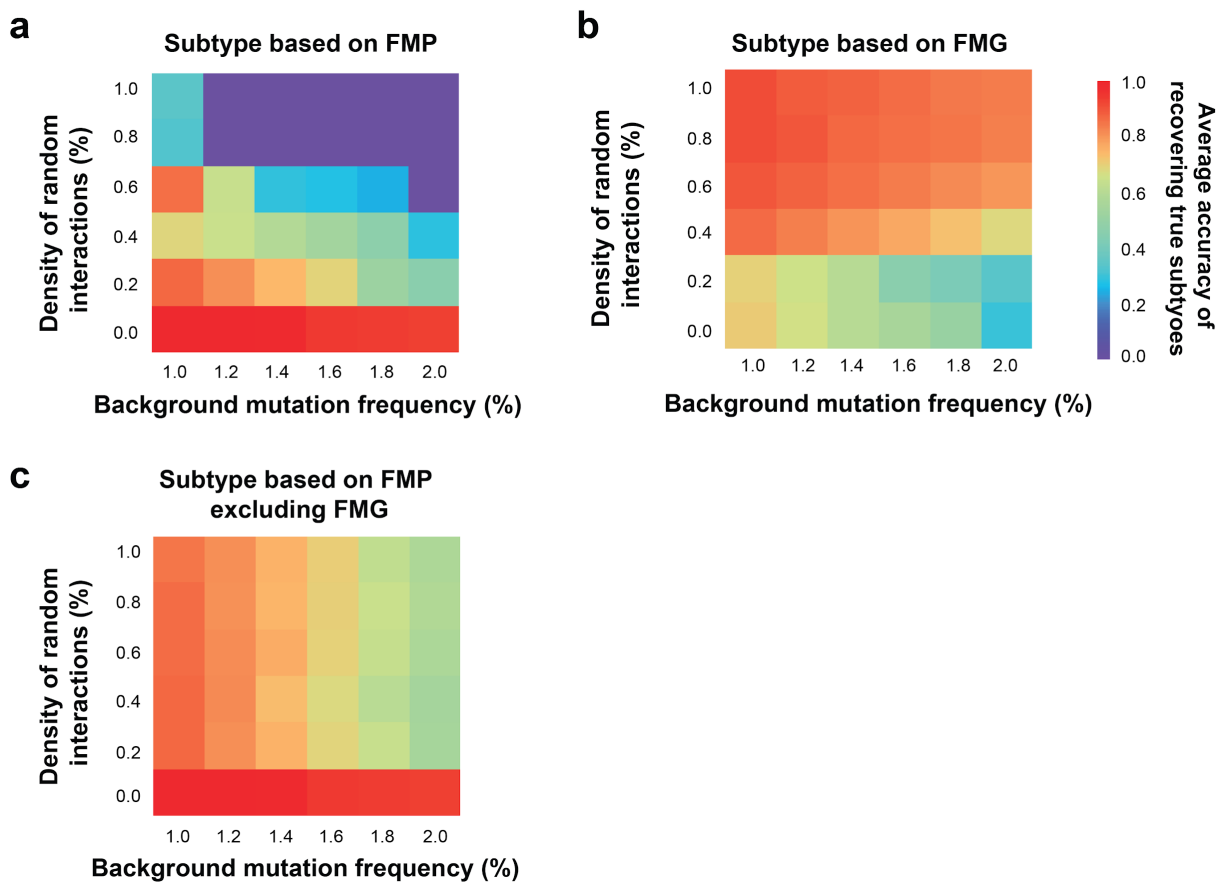 a
Subtype based on FMP
Density of random
interactions (%)
1.0
0.8
0.6
0.4
0.2
0.0
1.0 1.2 1.4 1.6 1.8 2.0
Background mutation frequency (%)
b
Subtype based on FMG
Density of random
interactions (%)
1.0
0.8
0.6
0.4
0.2
0.0
1.0 1.2 1.4 1.6 1.8 2.0
Background mutation frequency (%)
1.0
0.8
0.6
0.4
0.2
0.0
Average accuracy of
recovering true subtyoes
c
Subtype based on FMP
excluding FMG
Density of random
interactions (%)
1.0
0.8
0.6
0.4
0.2
0.0
1.0 1.2 1.4 1.6 1.8 2.0
Background mutation frequency (%)